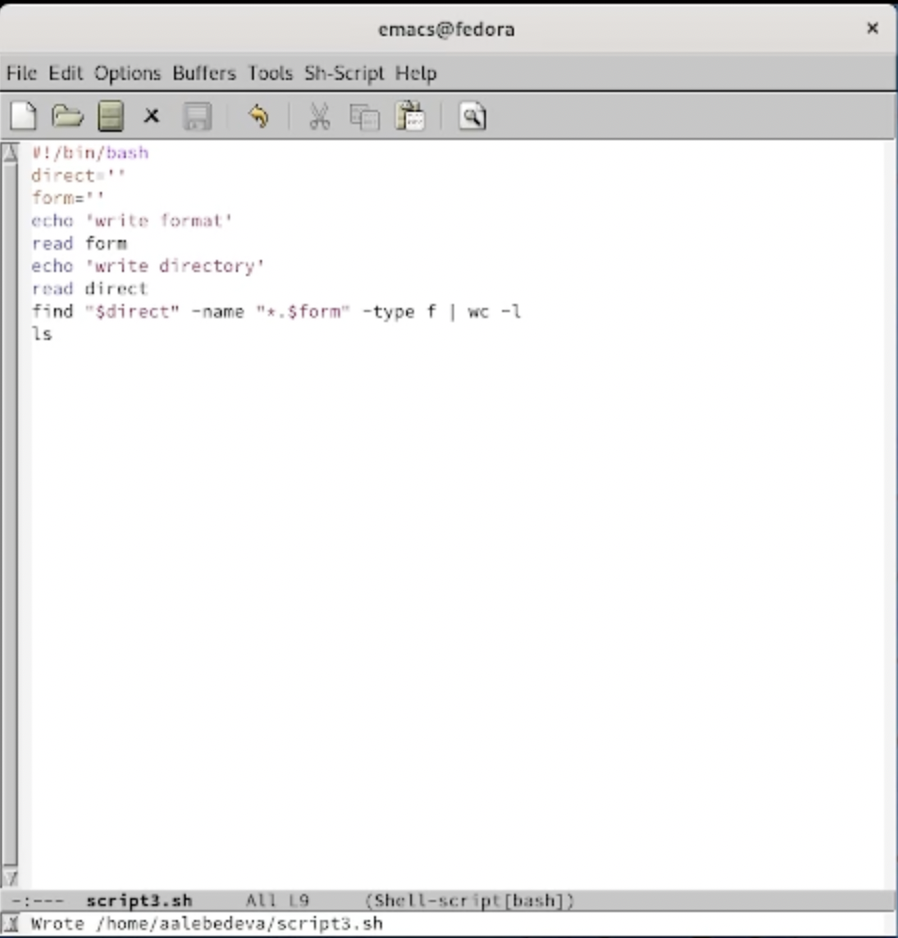 emacs@fedora
File Edit Options Buffers Tools Sh-Script Help
#!/bin/bash
direct=''
form=''
echo 'write format'
read form
echo 'write directory'
read direct
find "$direct" -name "*.$form" -type f | wc -l
ls
-:--- script3.sh All L9 (Shell-script[bash])
Wrote /home/aalebedeva/script3.sh